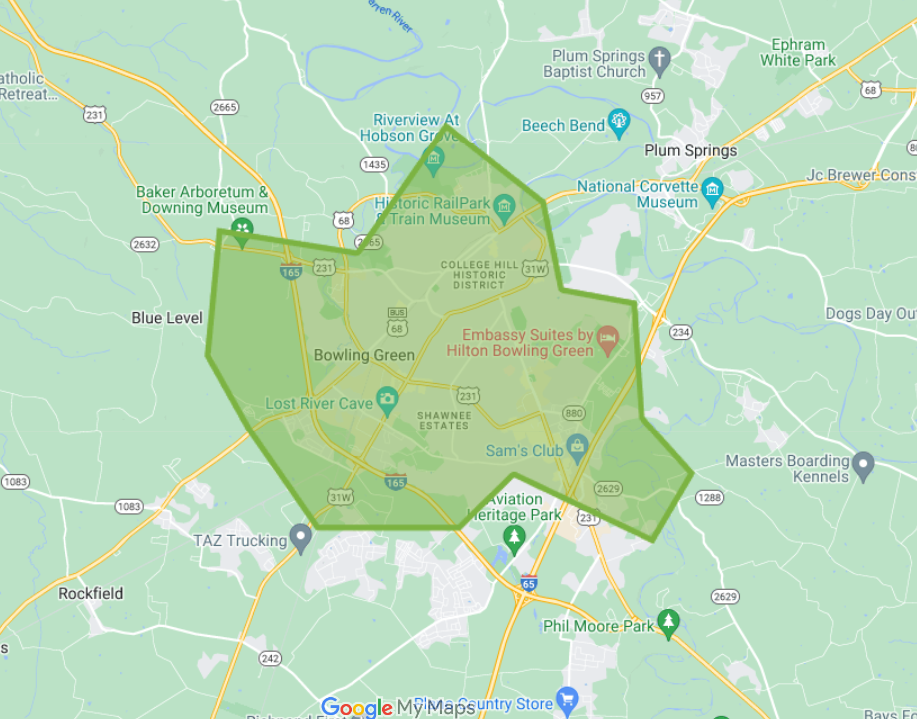 arren River
Ephram
White Park
Plum Springs
Baptist Church
atholic
Retreat...
2665
231
957
68
Riverview At
Hobson Grove
Beech Bend
Plum Springs
1435
Jc Brewer Cons
National Corvette
Museum
Baker Arboretum &
Downing Museum
Historic RailPark
& Train Museum
68
2665
2632
231
165
COLLEGE HILL
HISTORIC
DISTRICT
31W
Blue Level
BUS
68
234
Dogs Day Out
Embassy Suites by
Hilton Bowling Green
Bowling Green
231
Lost River Cave
SHAWNEE
ESTATES
880
Sam's Club
Masters Boarding
Kennels
1083
165
31W
2629
1288
1083
Aviation
Heritage Park
231
TAZ Trucking
65
Rockfield
2629
Phil Moore Park
s
242
Google My Maps
Country Store